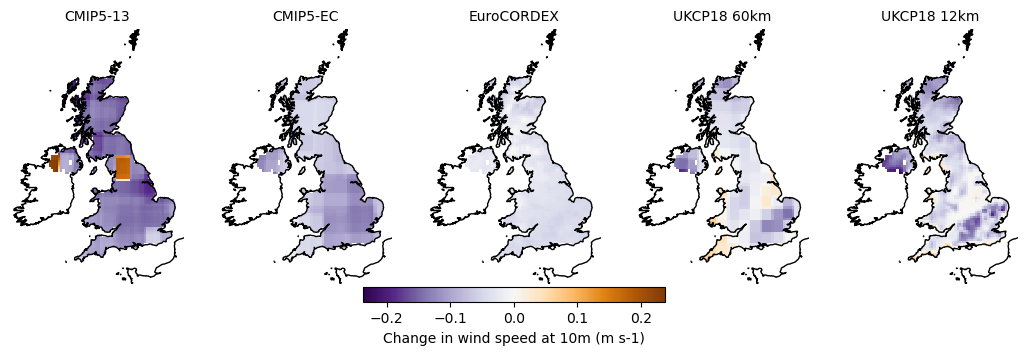 CMIP5-13
CMIP5-EC
EuroCORDEX
UKCP18 60km
UKCP18 12km
−0.2
−0.1
0.0
0.1
0.2
Change in wind speed at 10m (m s-1)